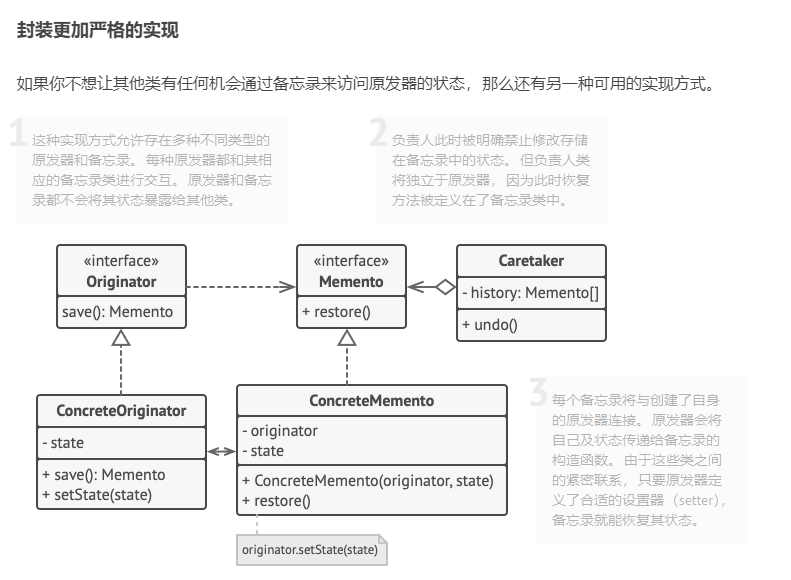 封装更加严格的实现
如果你不想让其他类有任何机会通过备忘录来访问原发器的状态，那么还有另一种可用的实现方式。
1
这种实现方式允许存在多种不同类型的
原发器和备忘录。 每种原发器都和其相
应的备忘录类进行交互。 原发器和备忘
录都不会将其状态暴露给其他类。
2
负责人此时被明确禁止修改存储
在备忘录中的状态。 但负责人类
将独立于原发器， 因为此时恢复
方法被定义在了备忘录类中。
«interface»
Originator
save(): Memento
«interface»
Memento
+ restore()
Caretaker
- history: Memento[]
+ undo()
ConcreteOriginator
- state
+ save(): Memento
+ setState(state)
ConcreteMemento
- originator
- state
+ ConcreteMemento(originator, state)
+ restore()
originator.setState(state)
3
每个备忘录将与创建了自身
的原发器连接。 原发器会将
自己及状态传递给备忘录的
构造函数。 由于这些类之间
的紧密联系， 只要原发器定
义了合适的设置器（setter），
备忘录就能恢复其状态。